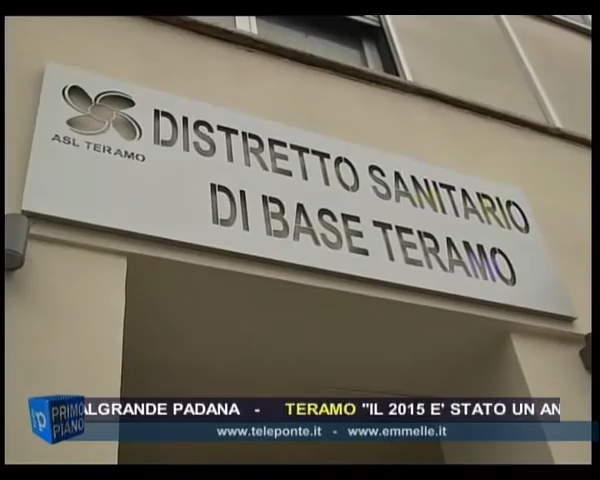 ASL TERAMO
DISTRETTO SANITARIO
DI BASE TERAMO
PRIMO
PIANO
ALGRANDE PADANA - TERAMO "IL 2015 E' STATO UN AN
www.teleponte.it - www.emmelle.it